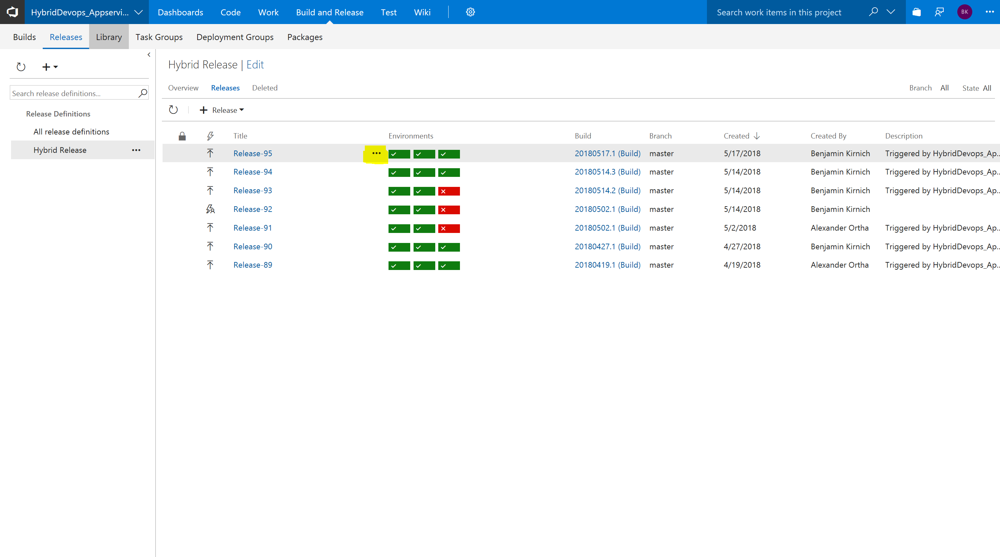 HybridDevops_Appservi... Dashboards Code Work Build and Release Test Wiki Search work items in this project BK
Builds Releases Library Task Groups Deployment Groups Packages
Hybrid Release | Edit
Overview Releases Deleted Branch All State All
Search release definitions...
Release
Release Definitions
All release definitions
Hybrid Release
Title Environments Build Branch Created Created By Description
Release-95 20180517.1 (Build) master 5/17/2018 Benjamin Kirnich Triggered by HybridDevops_Ap...
Release-94 20180514.3 (Build) master 5/14/2018 Benjamin Kirnich Triggered by HybridDevops_Ap...
Release-93 20180514.2 (Build) master 5/14/2018 Benjamin Kirnich Triggered by HybridDevops_Ap...
Release-92 20180502.1 (Build) master 5/14/2018 Benjamin Kirnich
Release-91 20180502.1 (Build) master 5/2/2018 Alexander Ortha Triggered by HybridDevops_Ap...
Release-90 20180427.1 (Build) master 4/27/2018 Benjamin Kirnich Triggered by HybridDevops_Ap...
Release-89 20180419.1 (Build) master 4/19/2018 Alexander Ortha Triggered by HybridDevops_Ap...